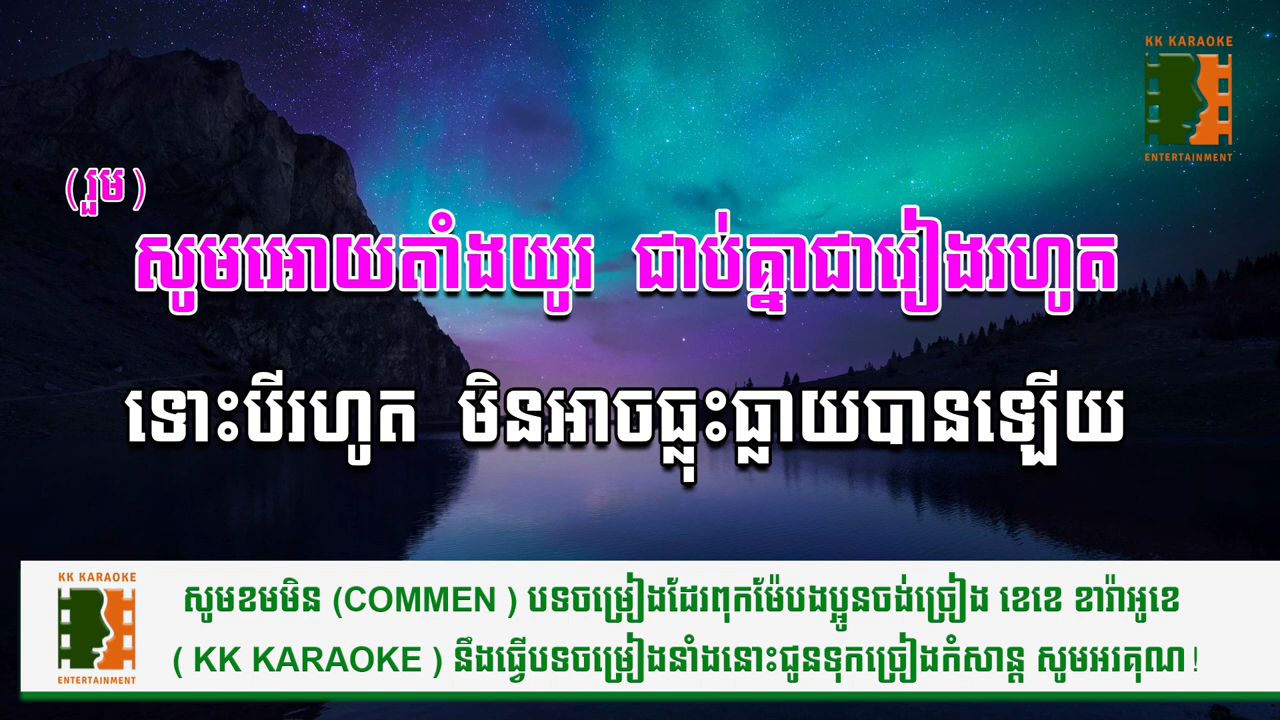 KK KARAOKE
ENTERTAINMENT
(រួម)
សូមអោយតាំងយូរ ជាប់គ្នាជារៀងរហូត
ទោះបីរហូត មិនអាចធ្លុះធ្លាយបានឡើយ
KK KARAOKE
ENTERTAINMENT
សូមខមមិន (COMMEN ) បទចម្រៀងដែរពុកម៉ែបងប្អូនចង់ច្រៀង ខេខេ ខារ៉ាអូខេ
( KK KARAOKE ) នឹងធ្វើបទចម្រៀងនាំងនោះជូនទុកច្រៀងកំសាន្ត សូមអរគុណ!